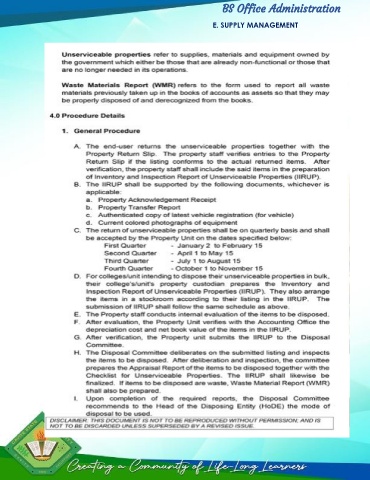 BS Office Administration
E. SUPPLY MANAGEMENT
Unserviceable properties refer to supplies, materials and equipment owned by
the government which either be those that are already non-functional or those that
are no longer needed in its operations.
Waste Materials Report (WMR) refers to the form used to report all waste
materials previously taken up in the books of accounts as assets so that they may
be properly disposed of and derecognized from the books.
4.0 Procedure Details
1. General Procedure
A. The end-user returns the unserviceable properties together with the
Property Return Slip. The property staff verifies entries to the Property
Return Slip if the listing conforms to the actual returned items. After
verification, the property staff shall include the said items in the preparation
of Inventory and Inspection Report of Unserviceable Properties (IIRUP).
B. The IIRUP shall be supported by the following documents, whichever is
applicable:
a. Property Acknowledgement Receipt
b. Property Transfer Report
c. Authenticated copy of latest vehicle registration (for vehicle)
d. Current colored photographs of equipment
C. The return of unserviceable properties shall be on quarterly basis and shall
be accepted by the Property Unit on the dates specified below:
First Quarter - January 2 to February 15
Second Quarter - April 1 to May 15
Third Quarter - July 1 to August 15
Fourth Quarter - October 1 to November 15
D. For colleges/unit intending to dispose their unserviceable properties in bulk,
their college's/unit's property custodian prepares the Inventory and
Inspection Report of Unserviceable Properties (IIRUP). They also arrange
the items in a stockroom according to their listing in the IIRUP. The
submission of IIRUP shall follow the same schedule as above.
E. The Property staff conducts internal evaluation of the items to be disposed.
F. After evaluation, the Property Unit verifies with the Accounting Office the
depreciation cost and net book value of the items in the IIRUP.
G. After verification, the Property unit submits the IIRUP to the Disposal
Committee.
H. The Disposal Committee deliberates on the submitted listing and inspects
the items to be disposed. After deliberation and inspection, the committee
prepares the Appraisal Report of the items to be disposed together with the
Checklist for Unserviceable Properties. The IIRUP shall likewise be
finalized. If items to be disposed are waste, Waste Material Report (WMR)
shall also be prepared.
I. Upon completion of the required reports, the Disposal Committee
recommends to the Head of the Disposing Entity (HoDE) the mode of
disposal to be used.
DISCLAIMER: THIS DOCUMENT IS NOT TO BE REPRODUCED WITHOUT PERMISSION, AND IS
NOT TO BE DISCARDED UNLESS SUPERSEDED BY A REVISED ISSUE.
Creating a Community of Life-Long Learners